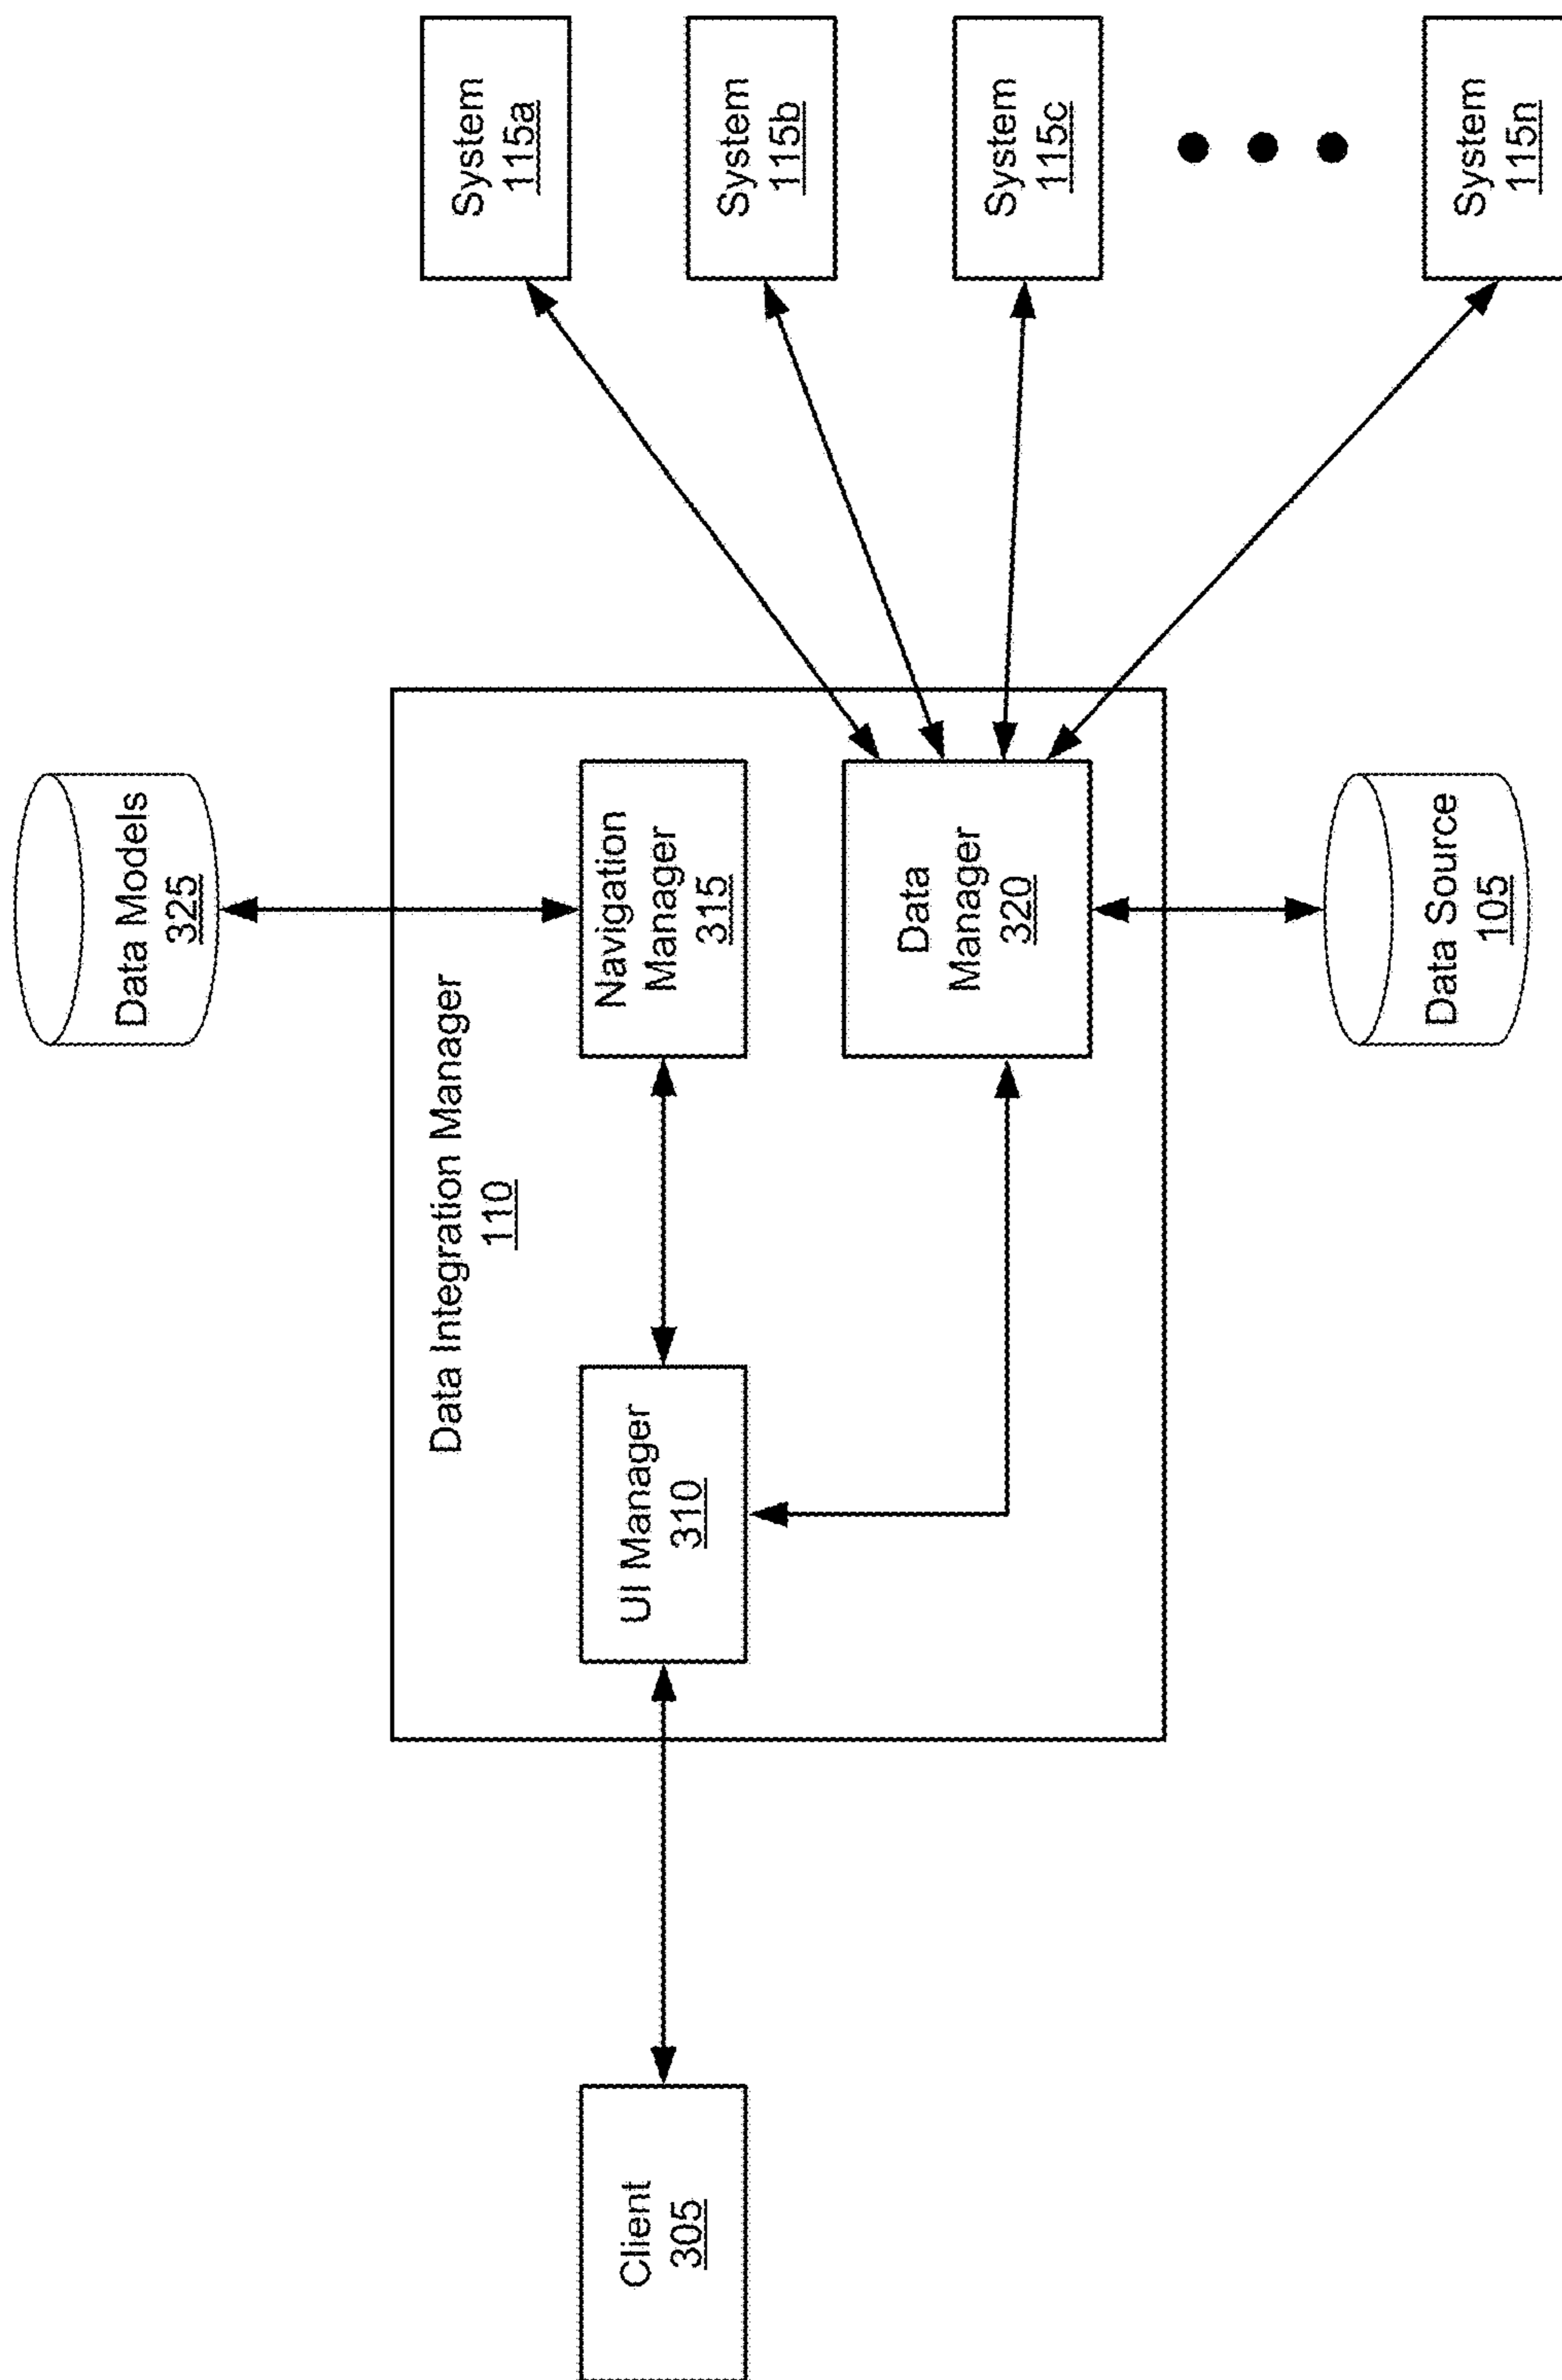 Data Models
325
Data Integration Manager
110
Client
305
UI Manager
310
Navigation
Manager
315
Data
Manager
320
Data Source
105
System
115a
System
115b
System
115c
System
115n